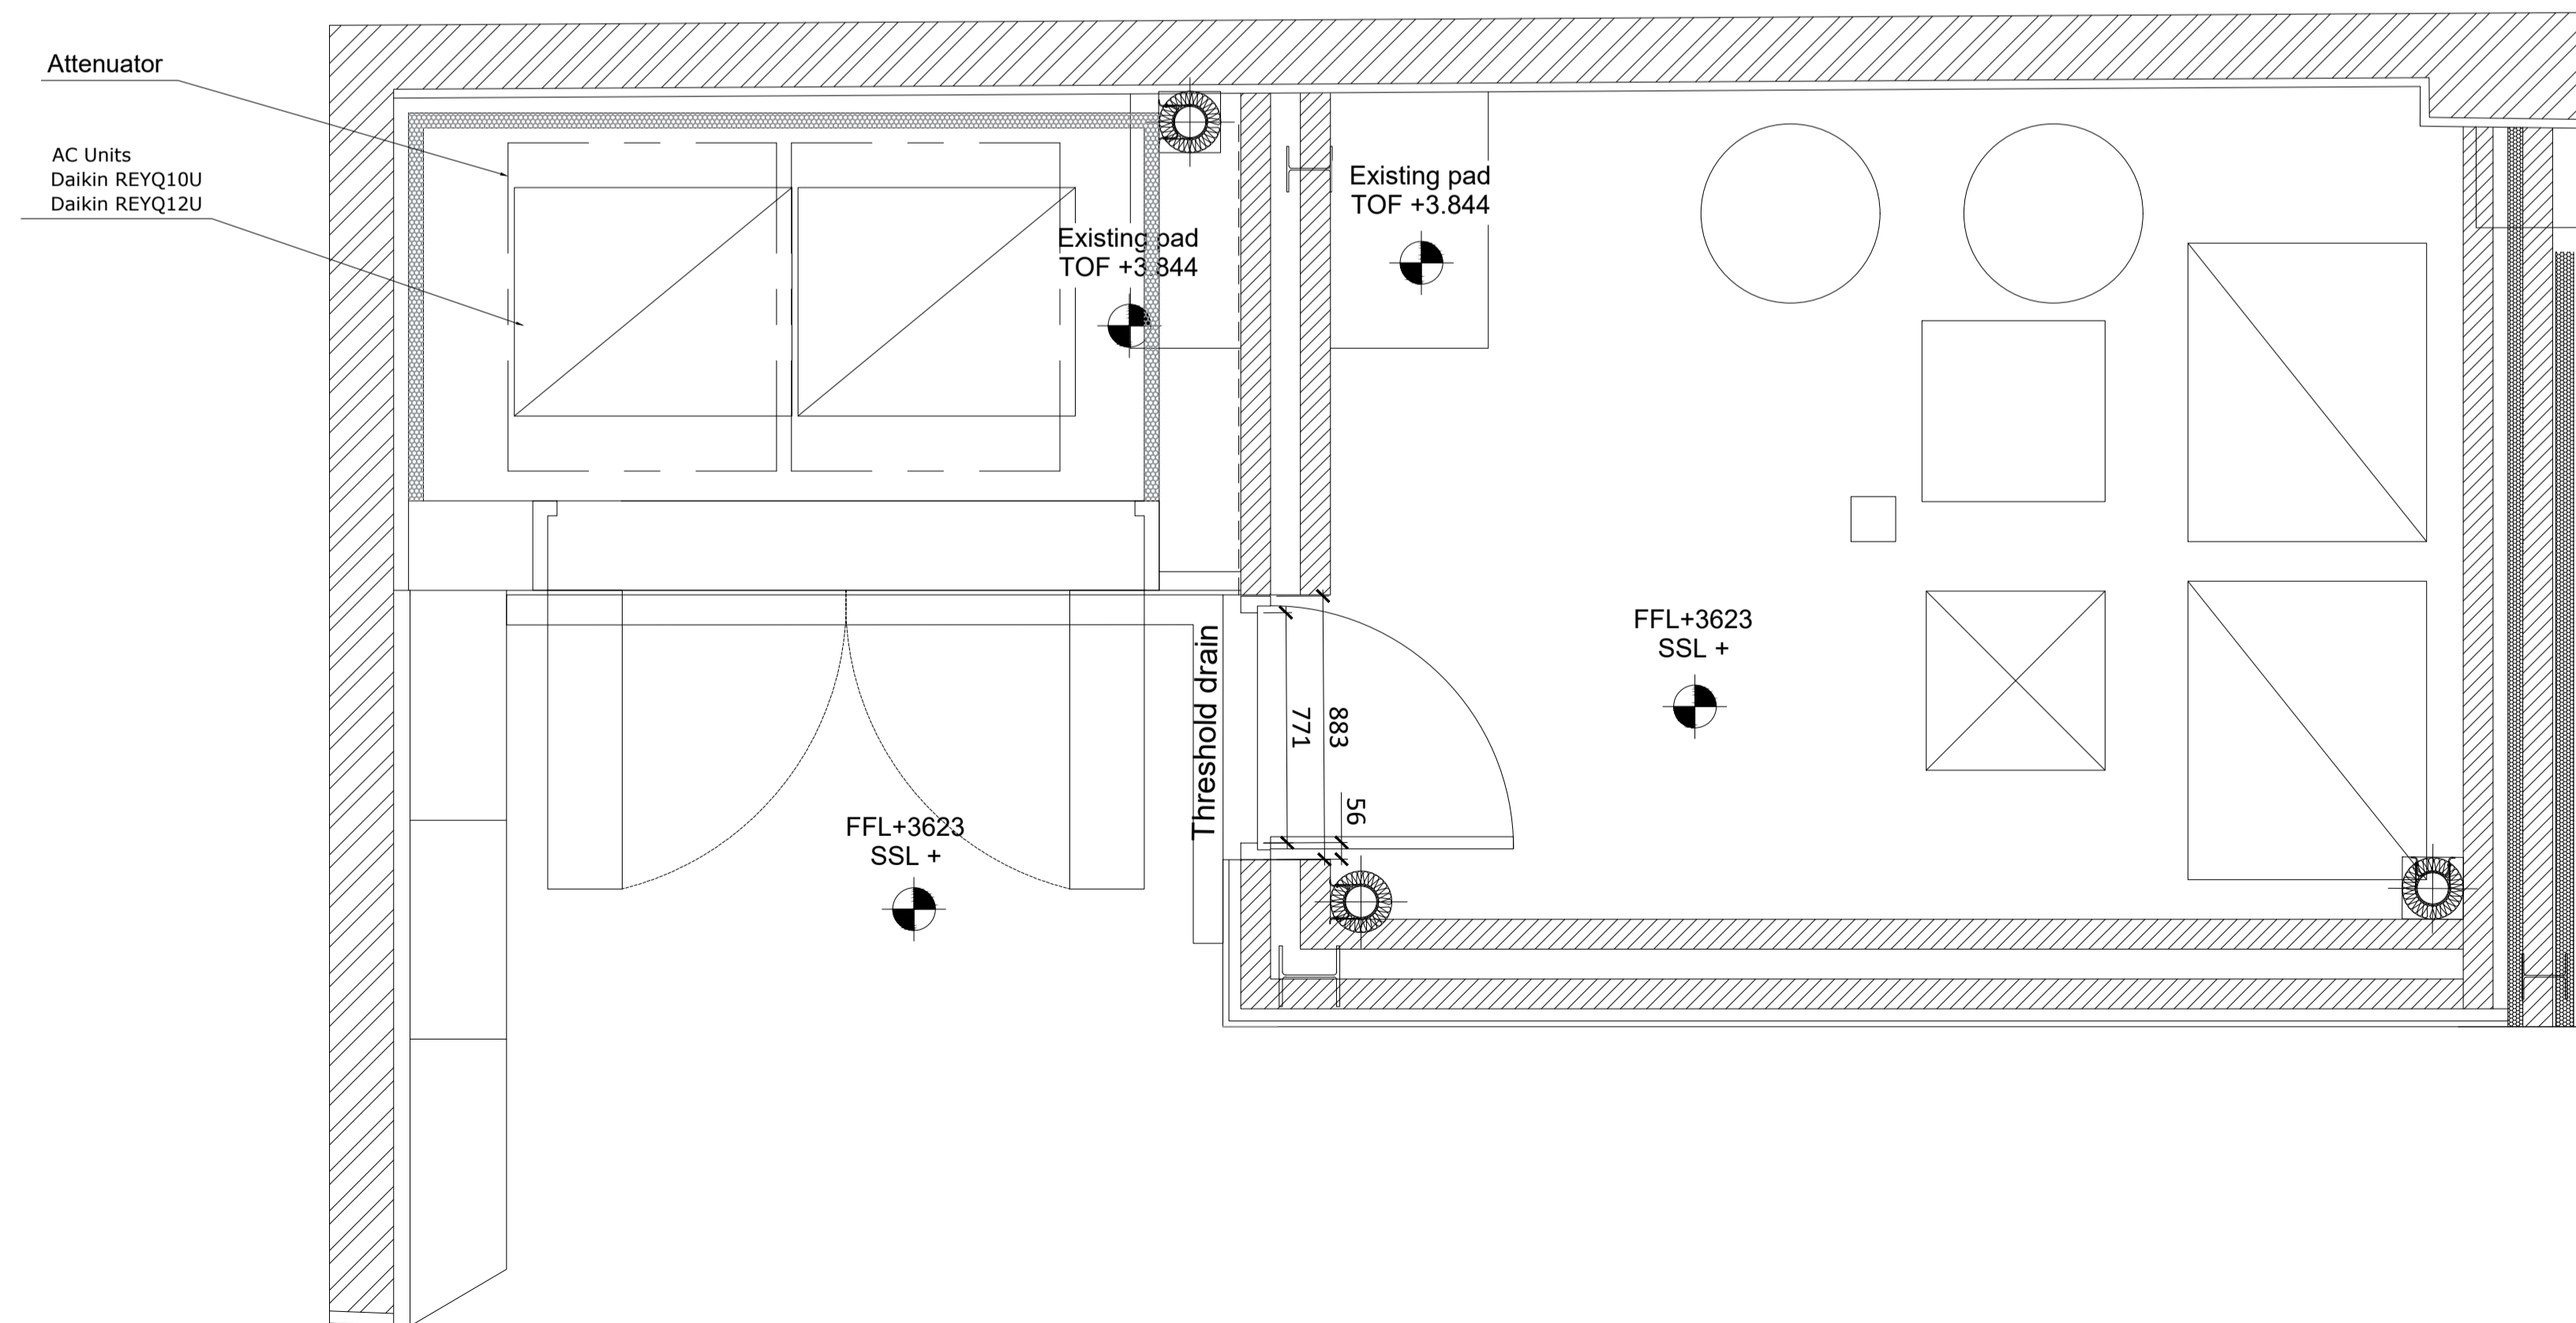 Attenuator
AC Units
Daikin REYQ10U
Daikin REYQ12U
Existing pad
TOF +3.844
Existing pad
TOF +3.844
FFL+3623
SSL +
Threshold drain
771
883
56
FFL+3623
SSL +